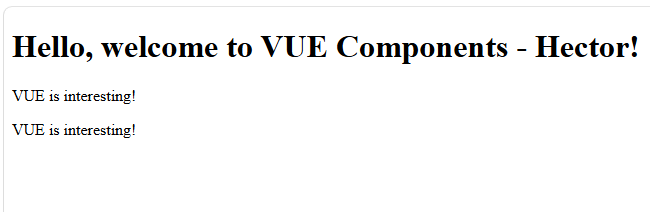 Hello, welcome to VUE Components - Hector!
VUE is interesting!
VUE is interesting!